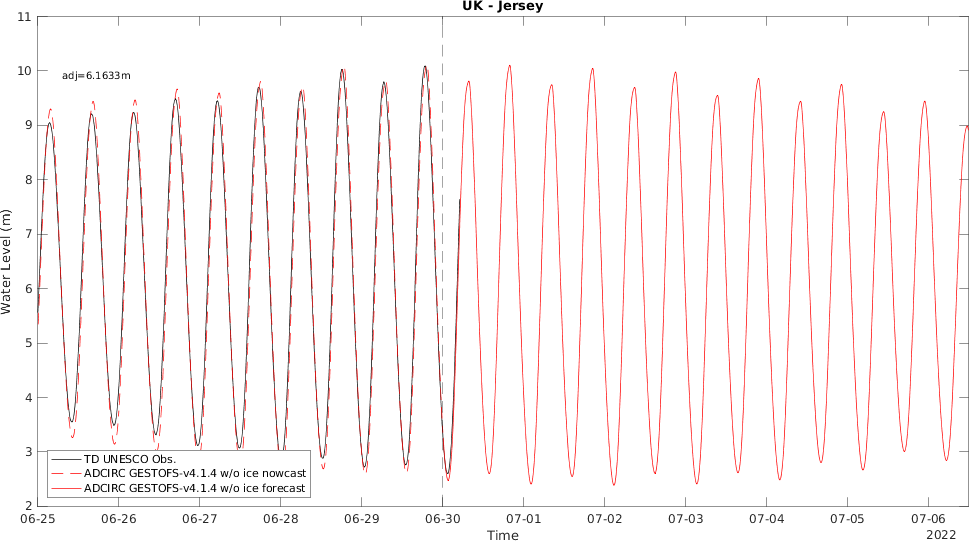 UK - Jersey
11
10
9
8
7
6
5
4
3
2
Water Level (m)
adj=6.1633m
TD UNESCO Obs.
ADCIRC GESTOFS-v4.1.4 w/o ice nowcast
ADCIRC GESTOFS-v4.1.4 w/o ice forecast
06-25 06-26 06-27 06-28 06-29 06-30 07-01 07-02 07-03 07-04 07-05 07-06
Time
2022